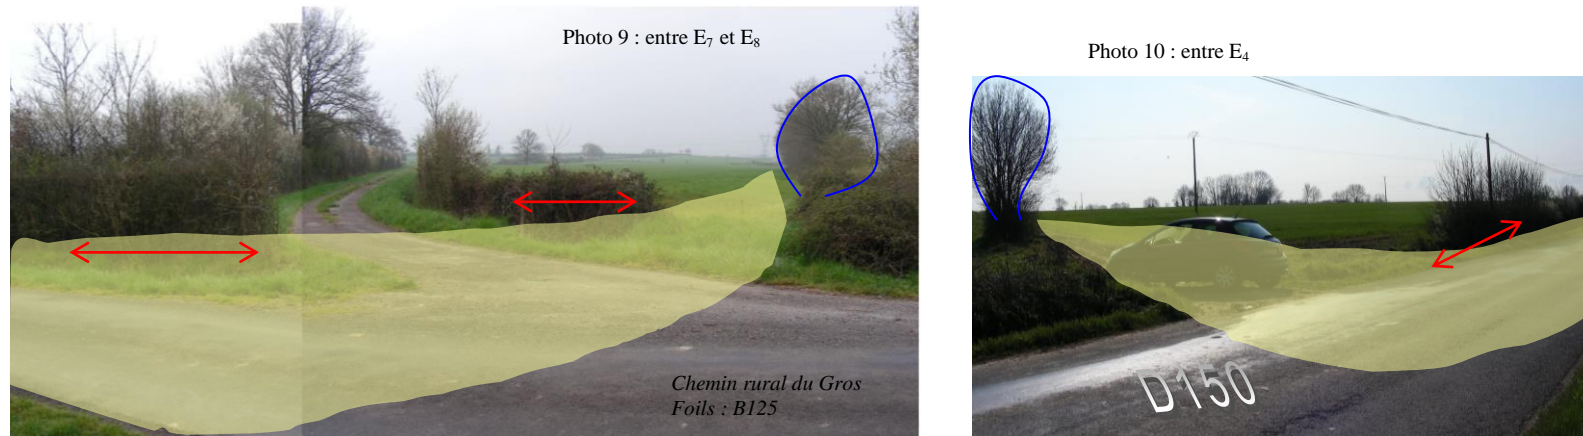 Photo 9 : entre E7 et E8
Photo 10 : entre E4
Chemin rural du Gros
Foils : B125
D150